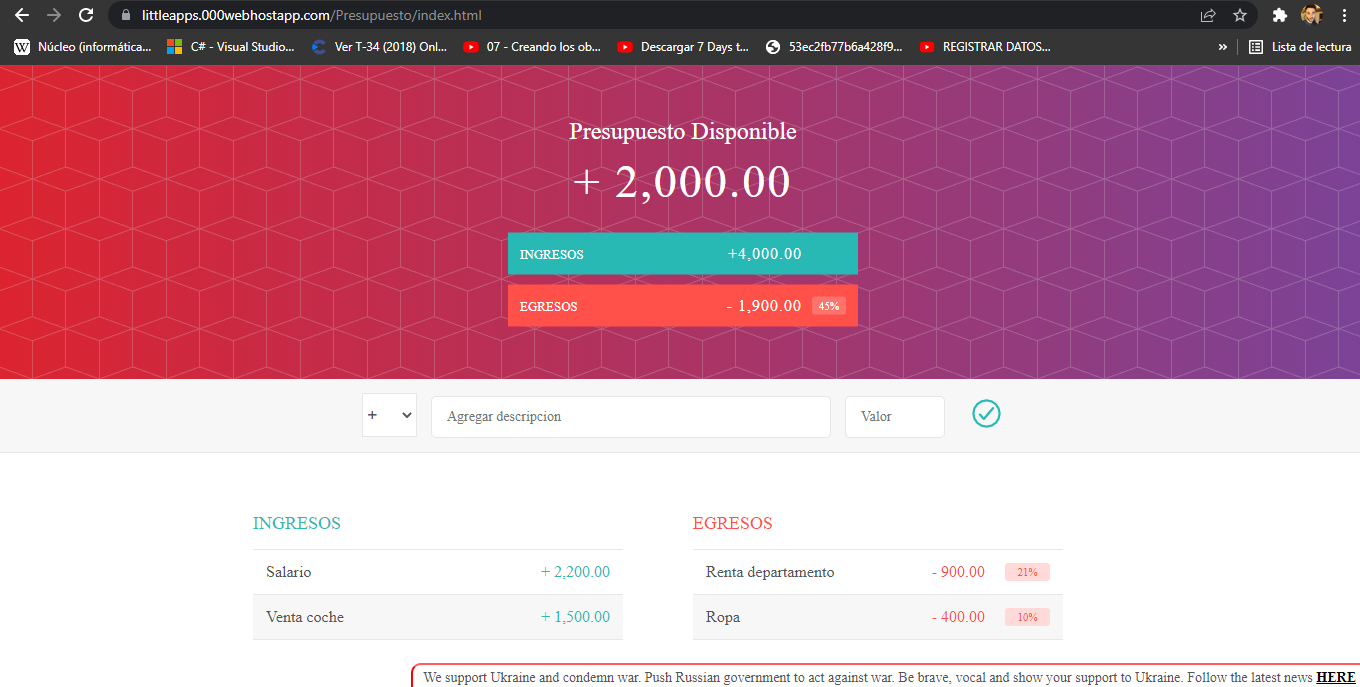 littleapps.000webhostapp.com/Presupuesto/index.html
W Núcleo (informática... C# - Visual Studio... Ver T-34 (2018) Onl... 07 - Creando los ob... Descargar 7 Days t... 53ec2fb77b6a428f9... REGISTRAR DATOS... » Lista de lectura
Presupuesto Disponible
+ 2,000.00
INGRESOS +4,000.00
EGRESOS - 1,900.00 45%
+ Agregar descripcion Valor
INGRESOS EGRESOS
Salario + 2,200.00 Renta departamento - 900.00 21%
Venta coche + 1,500.00 Ropa - 400.00 10%
We support Ukraine and condemn war. Push Russian government to act against war. Be brave, vocal and show your support to Ukraine. Follow the latest news HERE